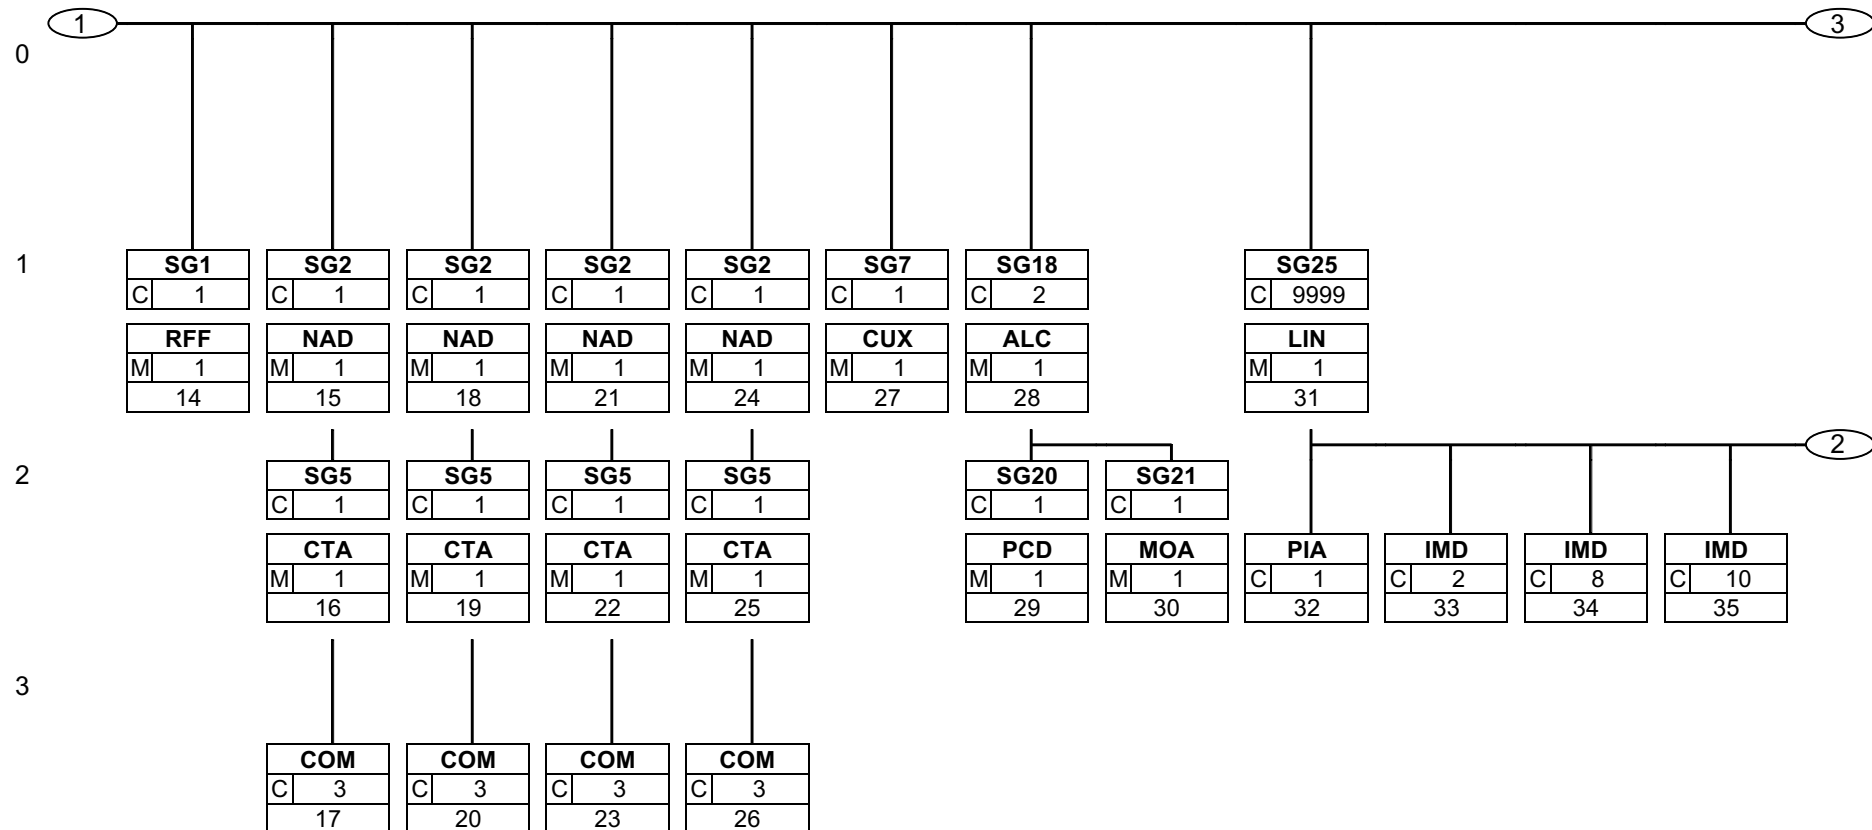 1 3
0
1
SG1 SG2 SG2 SG2 SG2 SG7 SG18 SG25
C 1 C 1 C 1 C 1 C 1 C 1 C 2 C 9999
RFF NAD NAD NAD NAD CUX ALC LIN
M 1 M 1 M 1 M 1 M 1 M 1 M 1 M 1
14 15 18 21 24 27 28 31
2
2
SG5 SG5 SG5 SG5 SG20 SG21
C 1 C 1 C 1 C 1 C 1 C 1
CTA CTA CTA CTA PCD MOA PIA IMD IMD IMD
M 1 M 1 M 1 M 1 M 1 M 1 C 1 C 2 C 8 C 10
16 19 22 25 29 30 32 33 34 35
3
COM COM COM COM
C 3 C 3 C 3 C 3
17 20 23 26